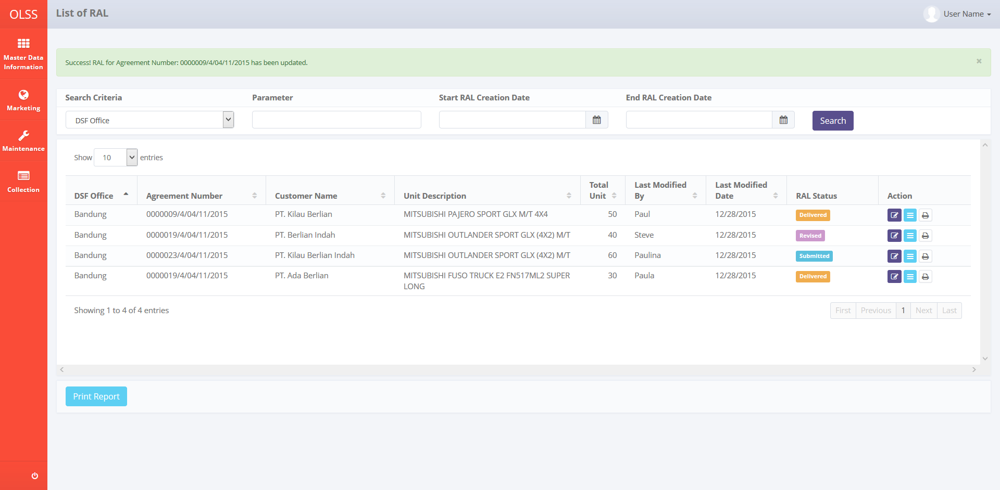 OLSS
List of RAL
User Name
Master Data
Information
Marketing
Maintenance
Collection
Success! RAL for Agreement Number: 0000009/4/04/11/2015 has been updated.
×
Search Criteria Parameter Start RAL Creation Date End RAL Creation Date
DSF Office Search
Show 10 entries
DSF Office Agreement Number Customer Name Unit Description Total Unit Last Modified By Last Modified Date RAL Status Action
Bandung 0000009/4/04/11/2015 PT. Kilau Berlian MITSUBISHI PAJERO SPORT GLX M/T 4X4 50 Paul 12/28/2015 Delivered
Bandung 0000019/4/04/11/2015 PT. Berlian Indah MITSUBISHI OUTLANDER SPORT GLX (4X2) M/T 40 Steve 12/28/2015 Revised
Bandung 0000023/4/04/11/2015 PT. Kilau Berlian Indah MITSUBISHI OUTLANDER SPORT GLX (4X2) M/T 60 Paulina 12/28/2015 Submitted
Bandung 0000019/4/04/11/2015 PT. Ada Berlian MITSUBISHI FUSO TRUCK E2 FN517ML2 SUPER LONG 30 Paula 12/28/2015 Delivered
Showing 1 to 4 of 4 entries First Previous 1 Next Last
Print Report